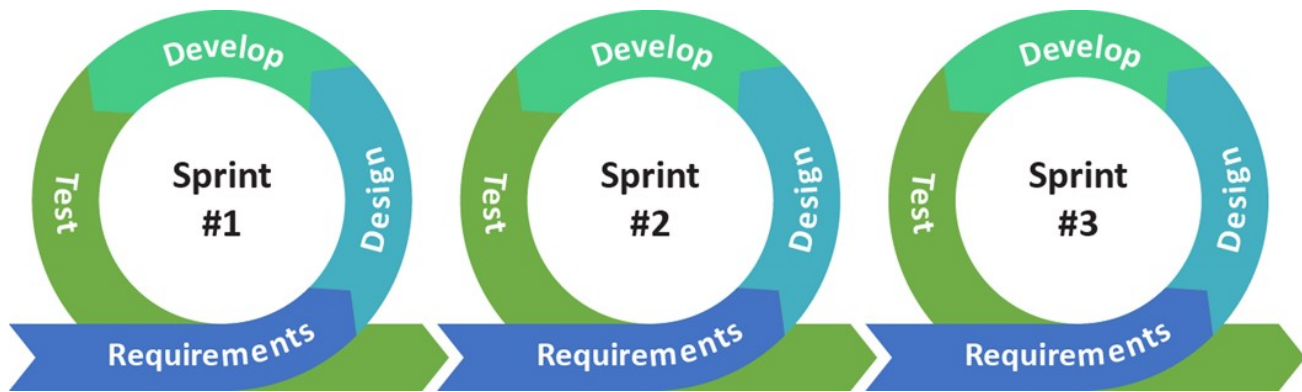 Develop
Test
Sprint
#1
Design
Requirements
Develop
Test
Sprint
#2
Design
Requirements
Develop
Test
Sprint
#3
Design
Requirements